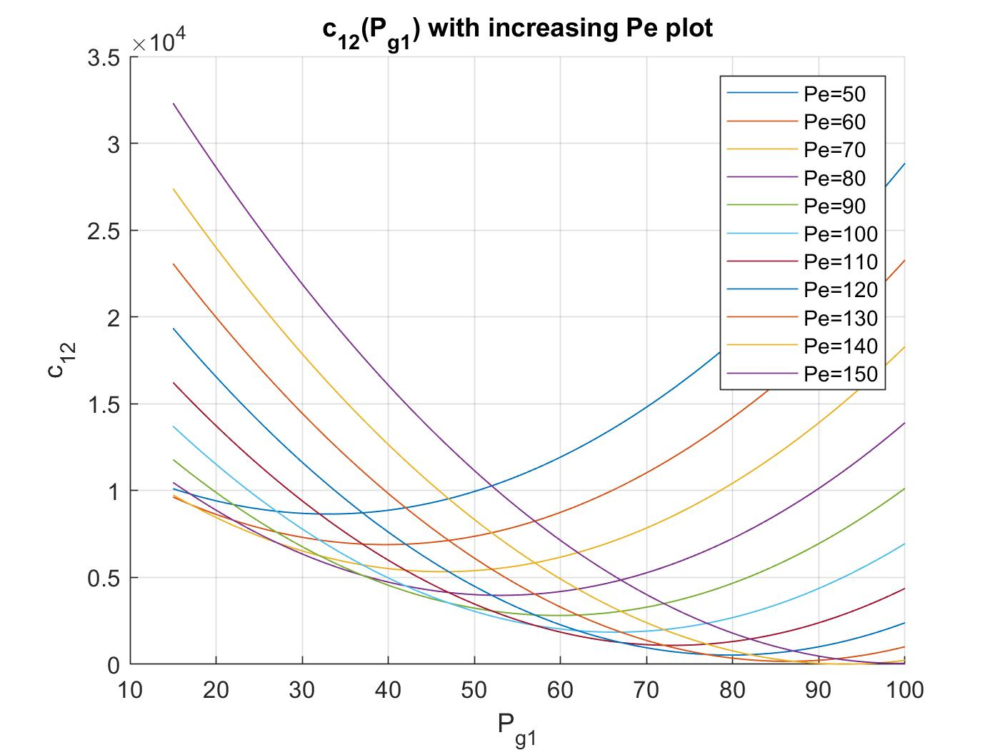 c12(Pg1) with increasing Pe plot
×10^4
3.5
3
2.5
2
1.5
1
0.5
0
c12
10 20 30 40 50 60 70 80 90 100
Pg1
Pe=50
Pe=60
Pe=70
Pe=80
Pe=90
Pe=100
Pe=110
Pe=120
Pe=130
Pe=140
Pe=150